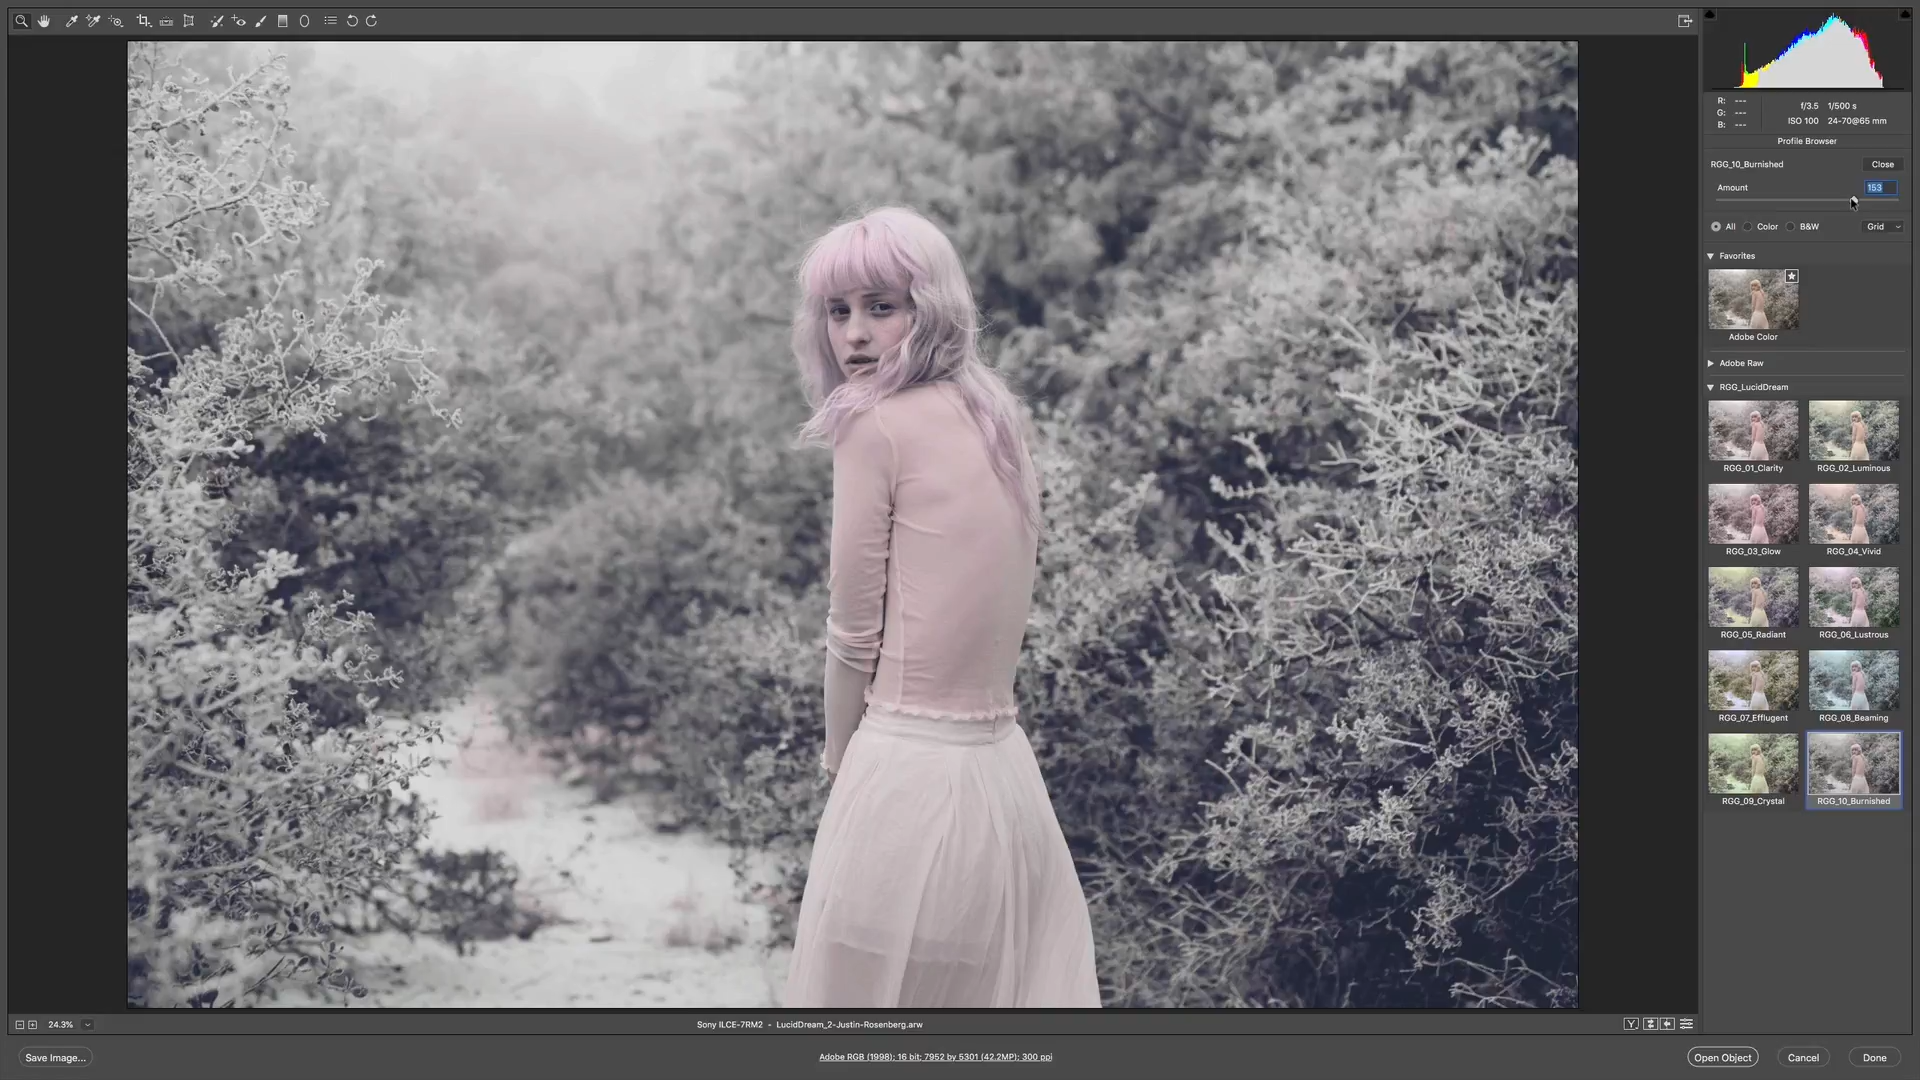 R: ---
G: ---
B: ---
f/3.5 1/500 s
ISO 100 24-70@65 mm
Profile Browser
RGG_10_Burnished
Close
Amount
153
All Color B&W
Grid
Favorites
Adobe Color
Adobe Raw
RGG_LucidDream
RGG_01_Clarity
RGG_02_Luminous
RGG_03_Glow
RGG_04_Vivid
RGG_05_Radiant
RGG_06_Lustrous
RGG_07_Efflugent
RGG_08_Beaming
RGG_09_Crystal
RGG_10_Burnished
24.3%
Sony ILCE-7RM2 - LucidDream_2-Justin-Rosenberg.arw
Y
Save Image...
Adobe RGB (1998); 16 bit; 7952 by 5301 (42.2MP); 300 ppi
Open Object
Cancel
Done